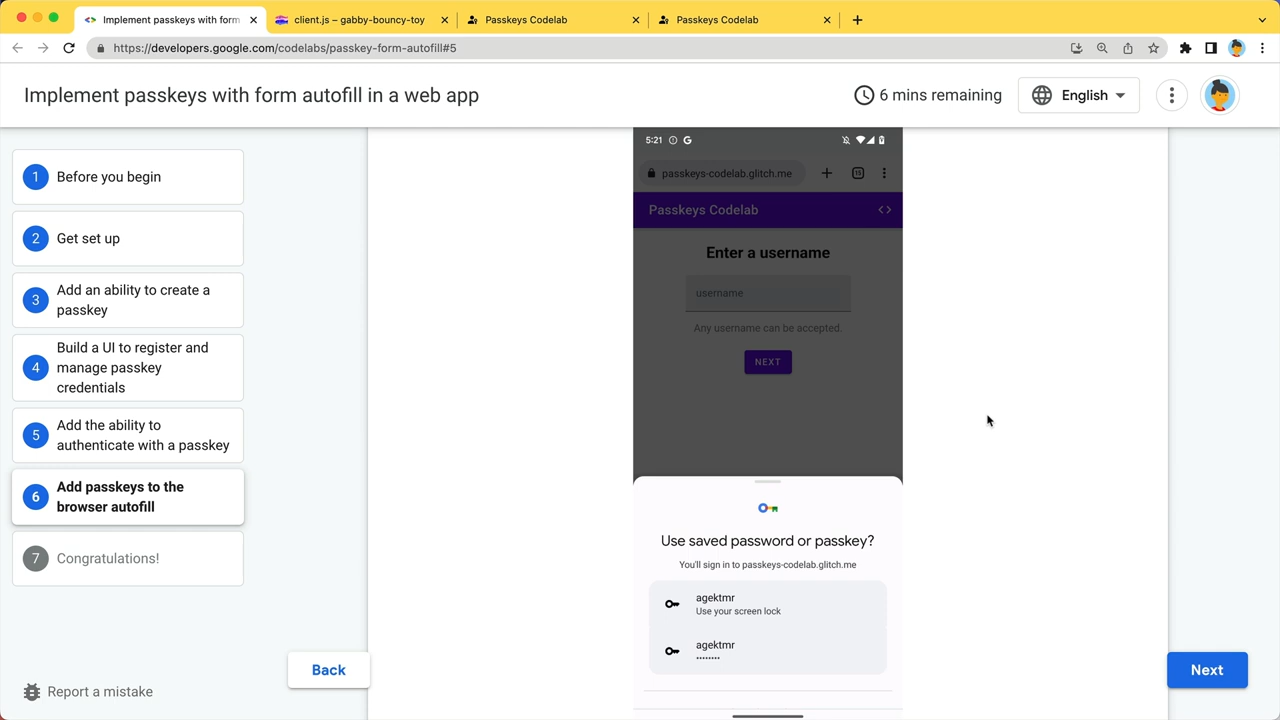 Implement passkeys with form
client.js – gabby-bouncy-toy
Passkeys Codelab
Passkeys Codelab
https://developers.google.com/codelabs/passkey-form-autofill#5
Implement passkeys with form autofill in a web app
6 mins remaining
English
1 Before you begin
2 Get set up
3 Add an ability to create a
passkey
4 Build a UI to register and
manage passkey
credentials
5 Add the ability to
authenticate with a passkey
6 Add passkeys to the
browser autofill
7 Congratulations!
5:21
G
passkeys-codelab.glitch.me
15
Passkeys Codelab
Enter a username
username
Any username can be accepted.
NEXT
Use saved password or passkey?
You'll sign in to passkeys-codelab.glitch.me
agektmr
Use your screen lock
agektmr
••••••••
Back
Next
Report a mistake